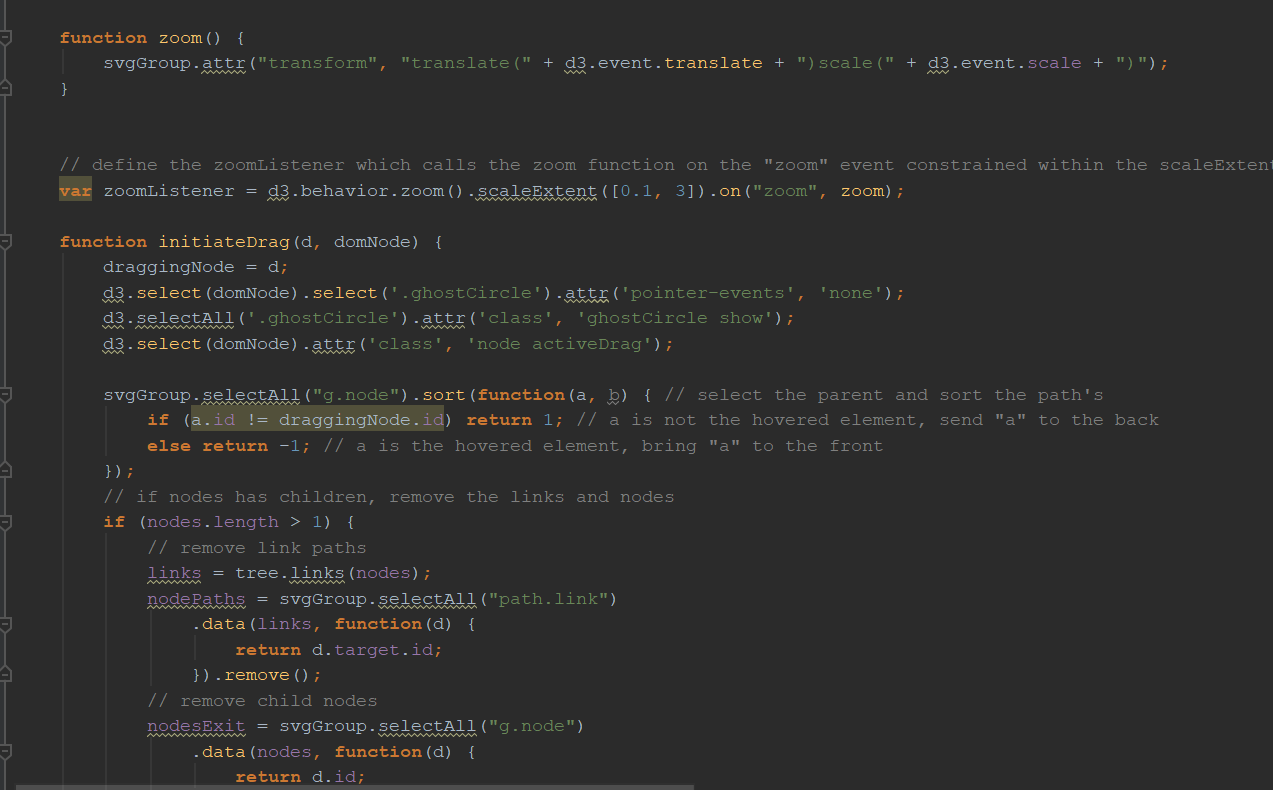 function zoom() {
    svgGroup.attr("transform", "translate(" + d3.event.translate + ")scale(" + d3.event.scale + ")");
}
// define the zoomListener which calls the zoom function on the "zoom" event constrained within the scaleExtent
var zoomListener = d3.behavior.zoom().scaleExtent([0.1, 3]).on("zoom", zoom);
function initiateDrag(d, domNode) {
    draggingNode = d;
    d3.select(domNode).select('.ghostCircle').attr('pointer-events', 'none');
    d3.selectAll('.ghostCircle').attr('class', 'ghostCircle show');
    d3.select(domNode).attr('class', 'node activeDrag');
    svgGroup.selectAll("g.node").sort(function(a, b) { // select the parent and sort the path's
        if (a.id != draggingNode.id) return 1; // a is not the hovered element, send "a" to the back
        else return -1; // a is the hovered element, bring "a" to the front
    });
    // if nodes has children, remove the links and nodes
    if (nodes.length > 1) {
        // remove link paths
        links = tree.links(nodes);
        nodePaths = svgGroup.selectAll("path.link")
            .data(links, function(d) {
                return d.target.id;
            }).remove();
        // remove child nodes
        nodesExit = svgGroup.selectAll("g.node")
            .data(nodes, function(d) {
                return d.id;